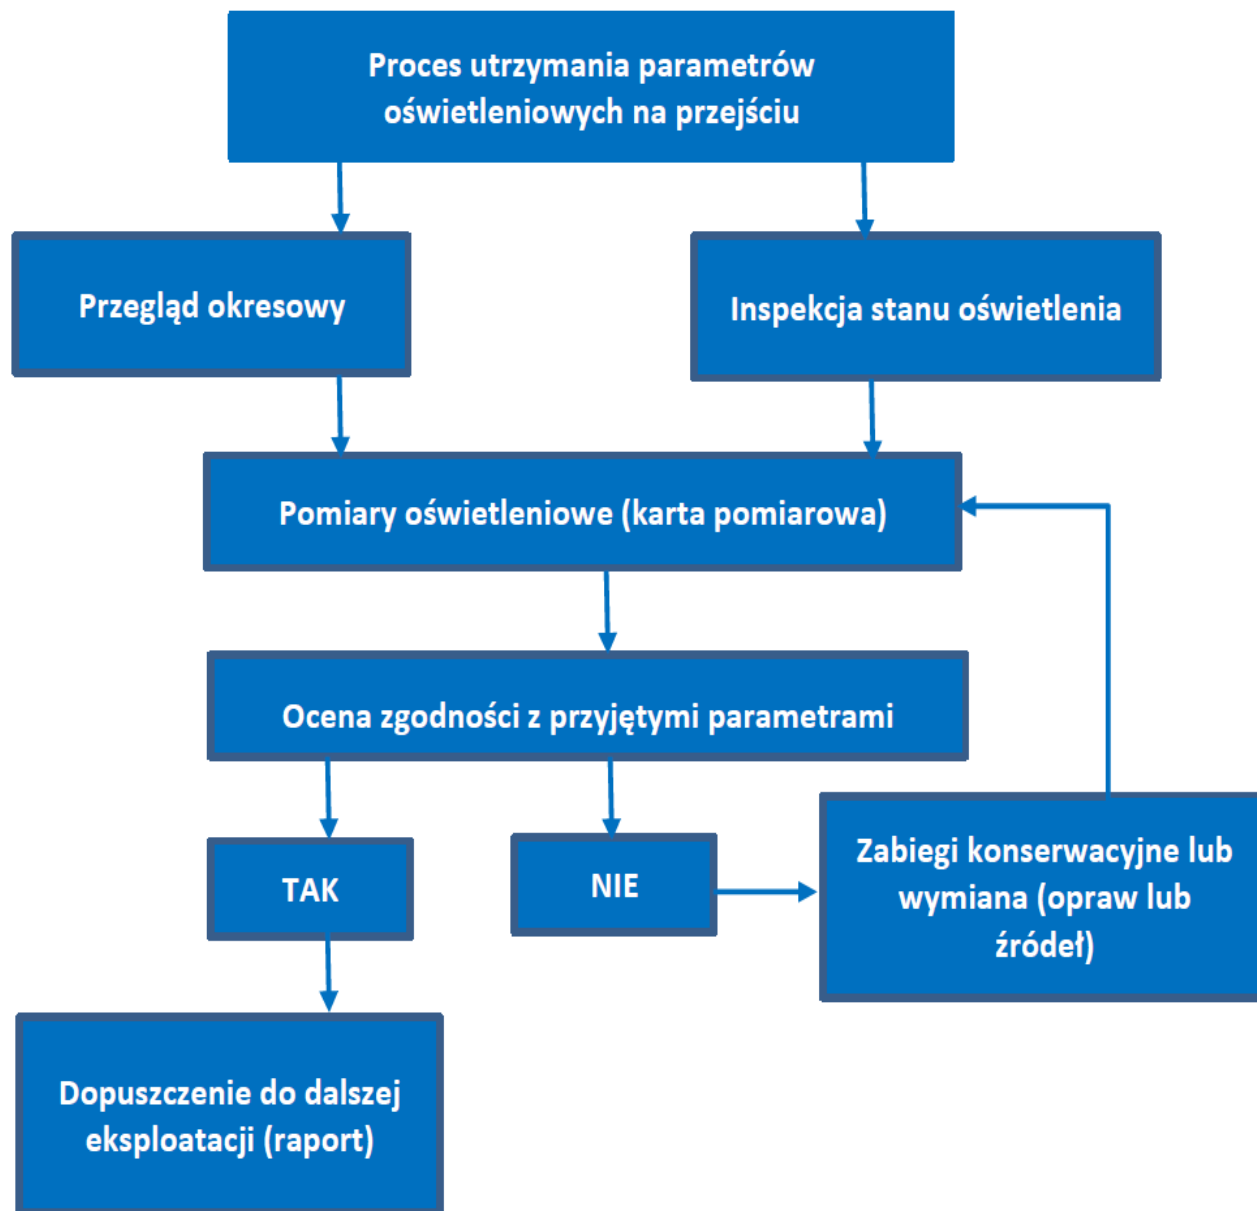 Proces utrzymania parametrów
oświetleniowych na przejściu
Przegląd okresowy
Inspekcja stanu oświetlenia
Pomiary oświetleniowe (karta pomiarowa)
Ocena zgodności z przyjętymi parametrami
TAK
NIE
Zabiegi konserwacyjne lub
wymiana (opraw lub
źródeł)
Dopuszczenie do dalszej
eksploatacji (raport)